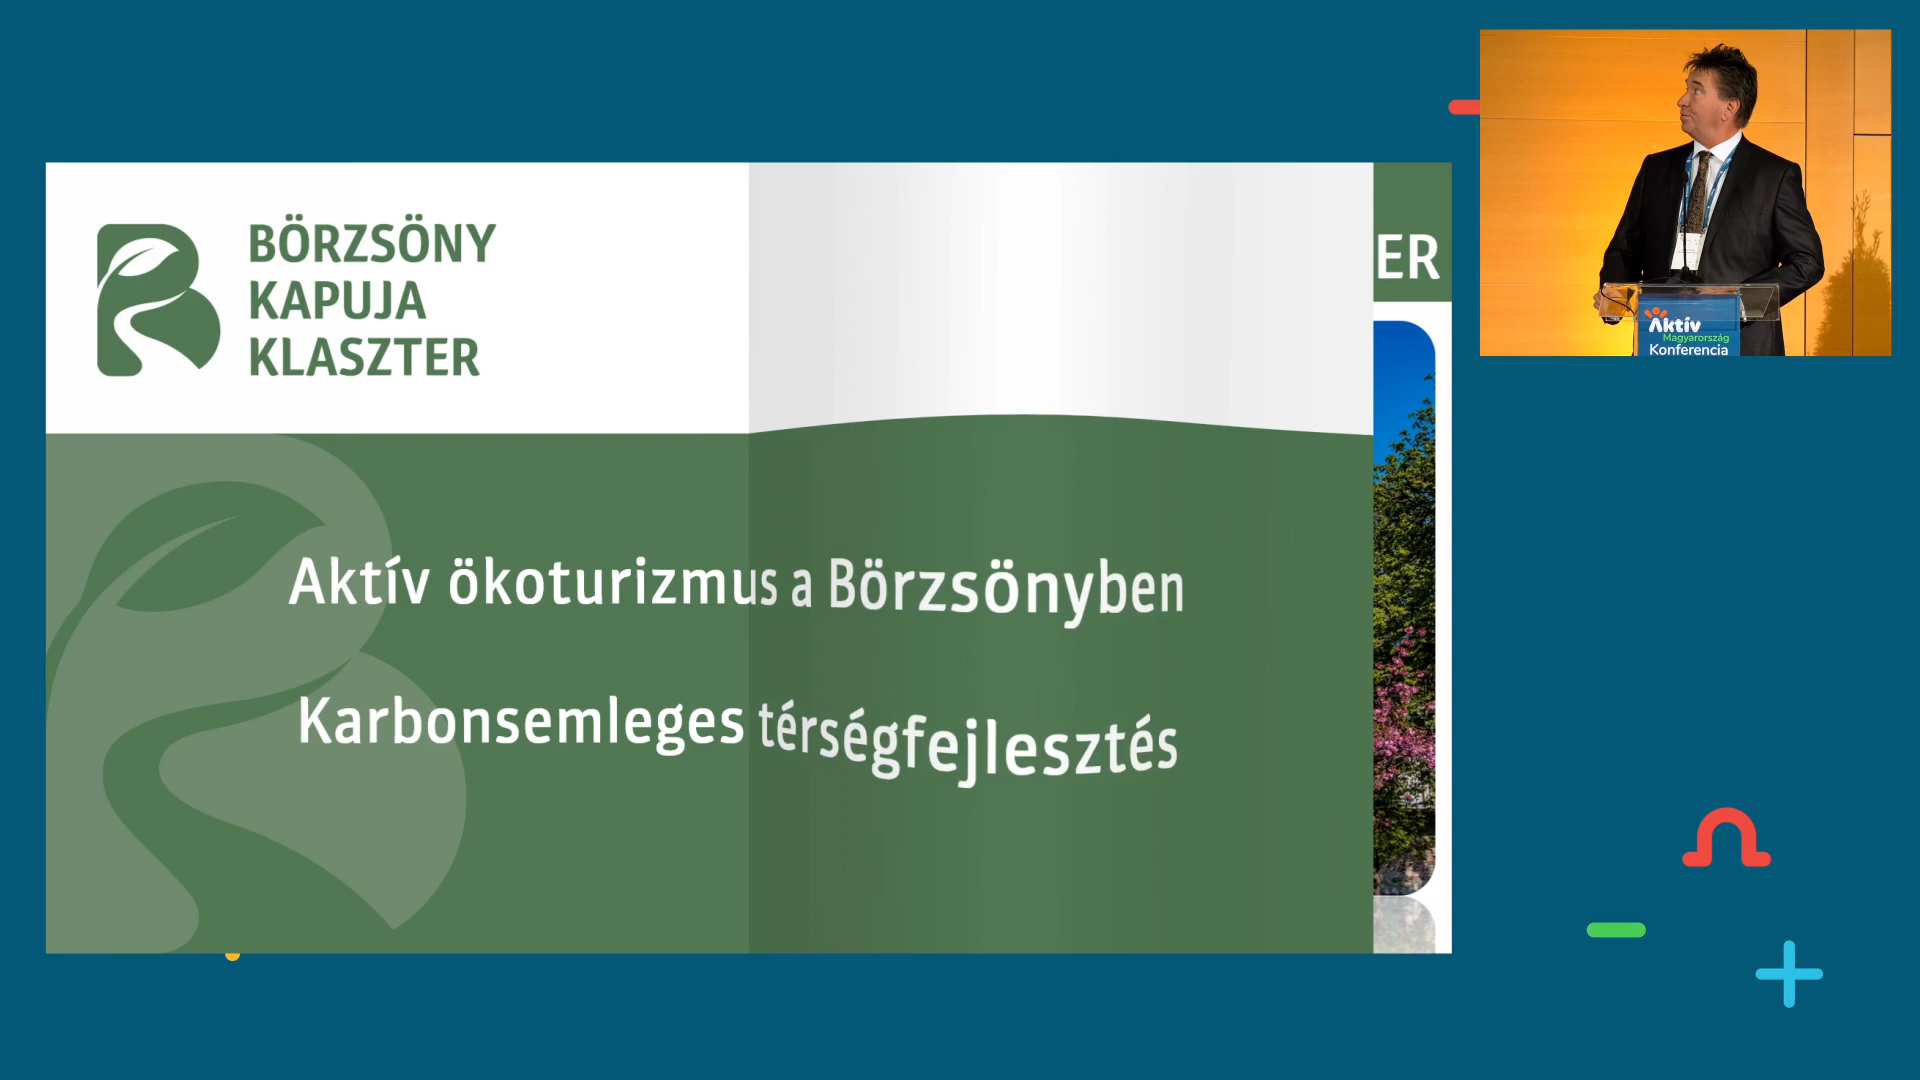 BÖRZSÖNY
KAPUJA
KLASZTER
ER
Aktív ökoturizmus a Börzsönyben
Karbonsemleges térségfejlesztés
Aktív
Magyarország
Konferencia